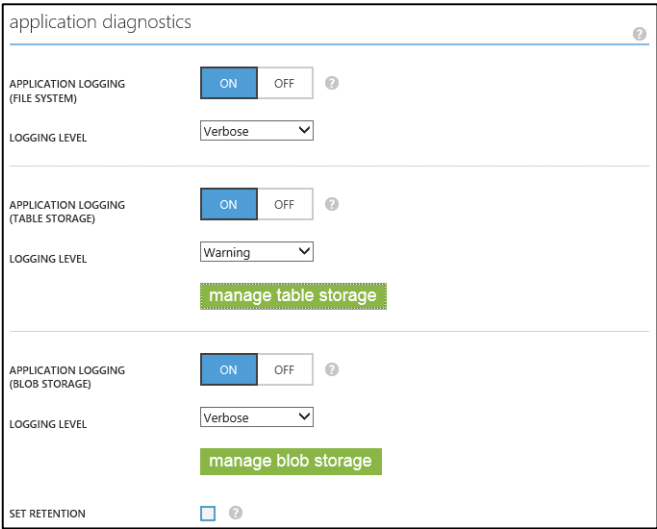 application diagnostics
?
APPLICATION LOGGING ON OFF ?
(FILE SYSTEM)
LOGGING LEVEL Verbose
APPLICATION LOGGING ON OFF ?
(TABLE STORAGE)
LOGGING LEVEL Warning
manage table storage
APPLICATION LOGGING ON OFF ?
(BLOB STORAGE)
LOGGING LEVEL Verbose
manage blob storage
SET RETENTION ?